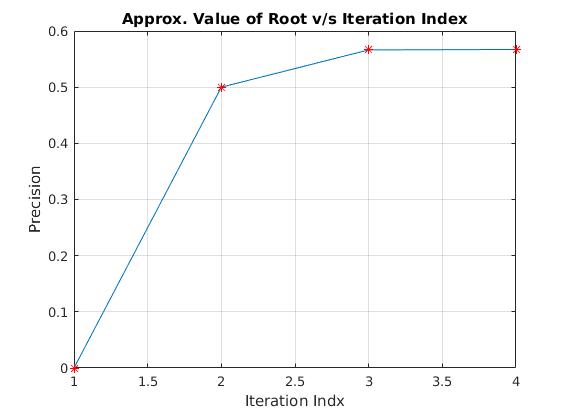 Approx. Value of Root v/s Iteration Index
0.6
0.5
0.4
0.3
0.2
0.1
0
Precision
1 1.5 2 2.5 3 3.5 4
Iteration Indx